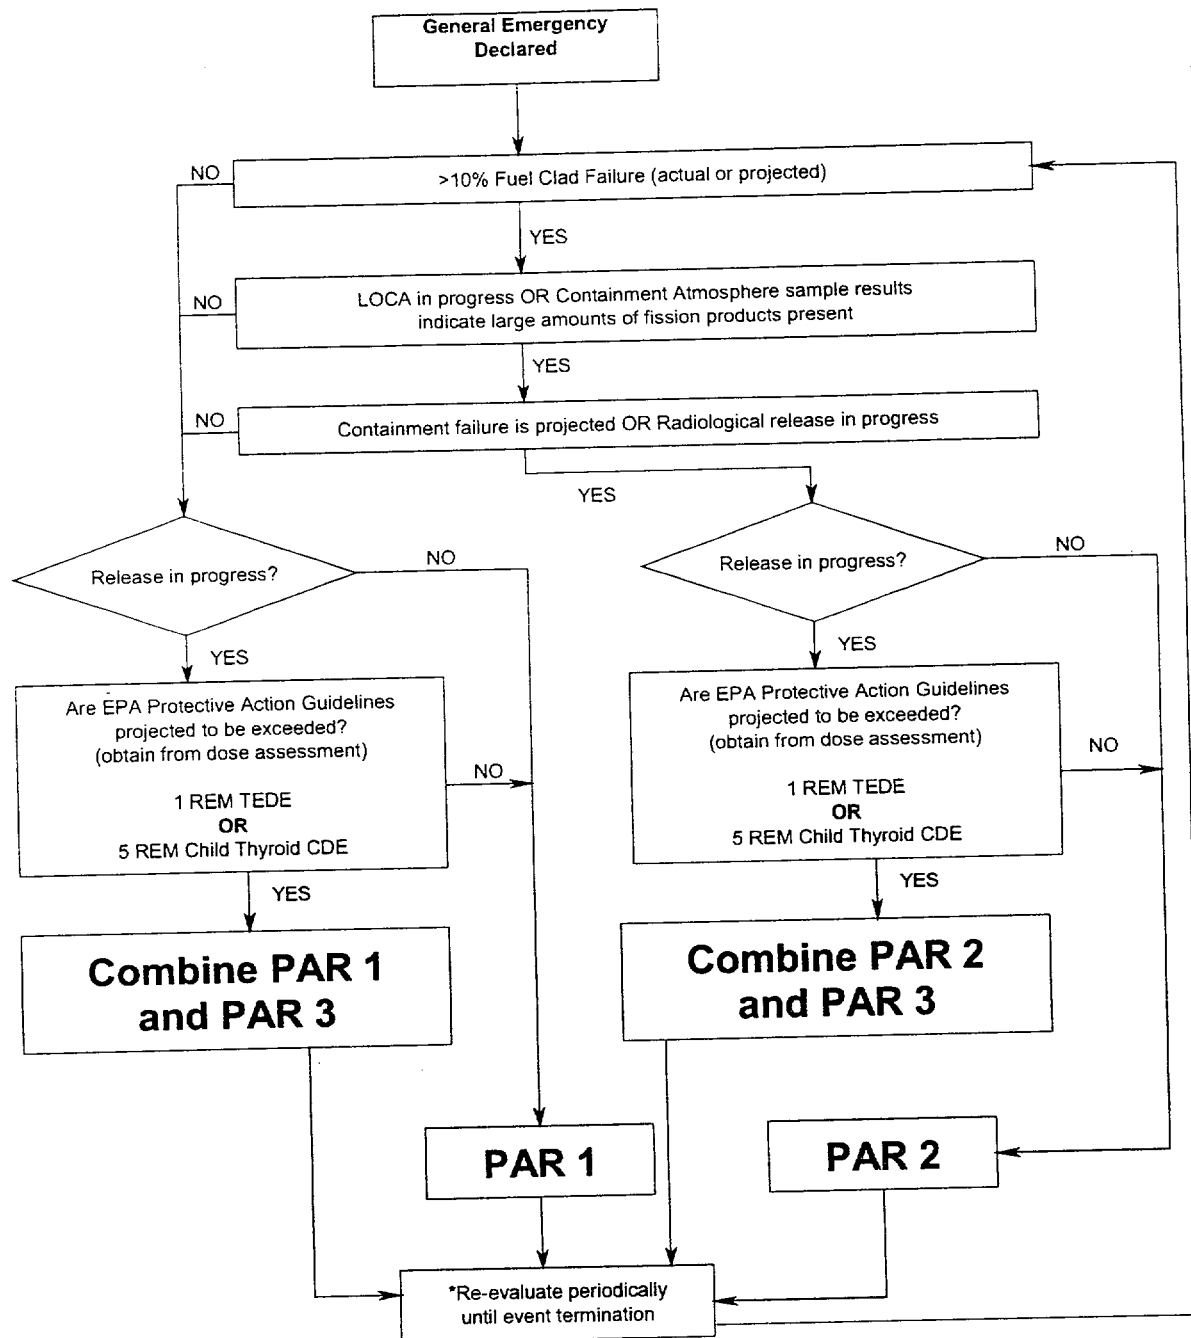 General Emergency
Declared
NO
>10% Fuel Clad Failure (actual or projected)
YES
NO
LOCA in progress OR Containment Atmosphere sample results
indicate large amounts of fission products present
YES
NO
Containment failure is projected OR Radiological release in progress
YES
Release in progress?
NO
YES
Are EPA Protective Action Guidelines
projected to be exceeded?
(obtain from dose assessment)
1 REM TEDE
OR
5 REM Child Thyroid CDE
NO
YES
Combine PAR 1
and PAR 3
Release in progress?
NO
YES
Are EPA Protective Action Guidelines
projected to be exceeded?
(obtain from dose assessment)
1 REM TEDE
OR
5 REM Child Thyroid CDE
NO
YES
Combine PAR 2
and PAR 3
PAR 1
PAR 2
*Re-evaluate periodically
until event termination